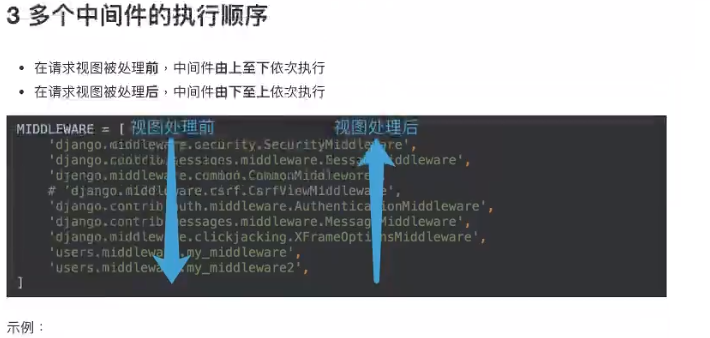 3 多个中间件的执行顺序
在请求视图被处理前，中间件由上至下依次执行
在请求视图被处理后，中间件由下至上依次执行
MIDDLEWARE = [ 视图处理前 视图处理后
'django.middleware.security.SecurityMiddleware',
'django.contrib.sessions.middleware.SessionMiddleware',
'django.middleware.common.CommonMiddleware',
# 'django.middleware.csrf.CsrfViewMiddleware',
'django.contrib.auth.middleware.AuthenticationMiddleware',
'django.contrib.messages.middleware.MessageMiddleware',
'django.middleware.clickjacking.XFrameOptionsMiddleware',
'users.middleware.my_middleware',
'users.middleware.my_middleware2',
]
示例：